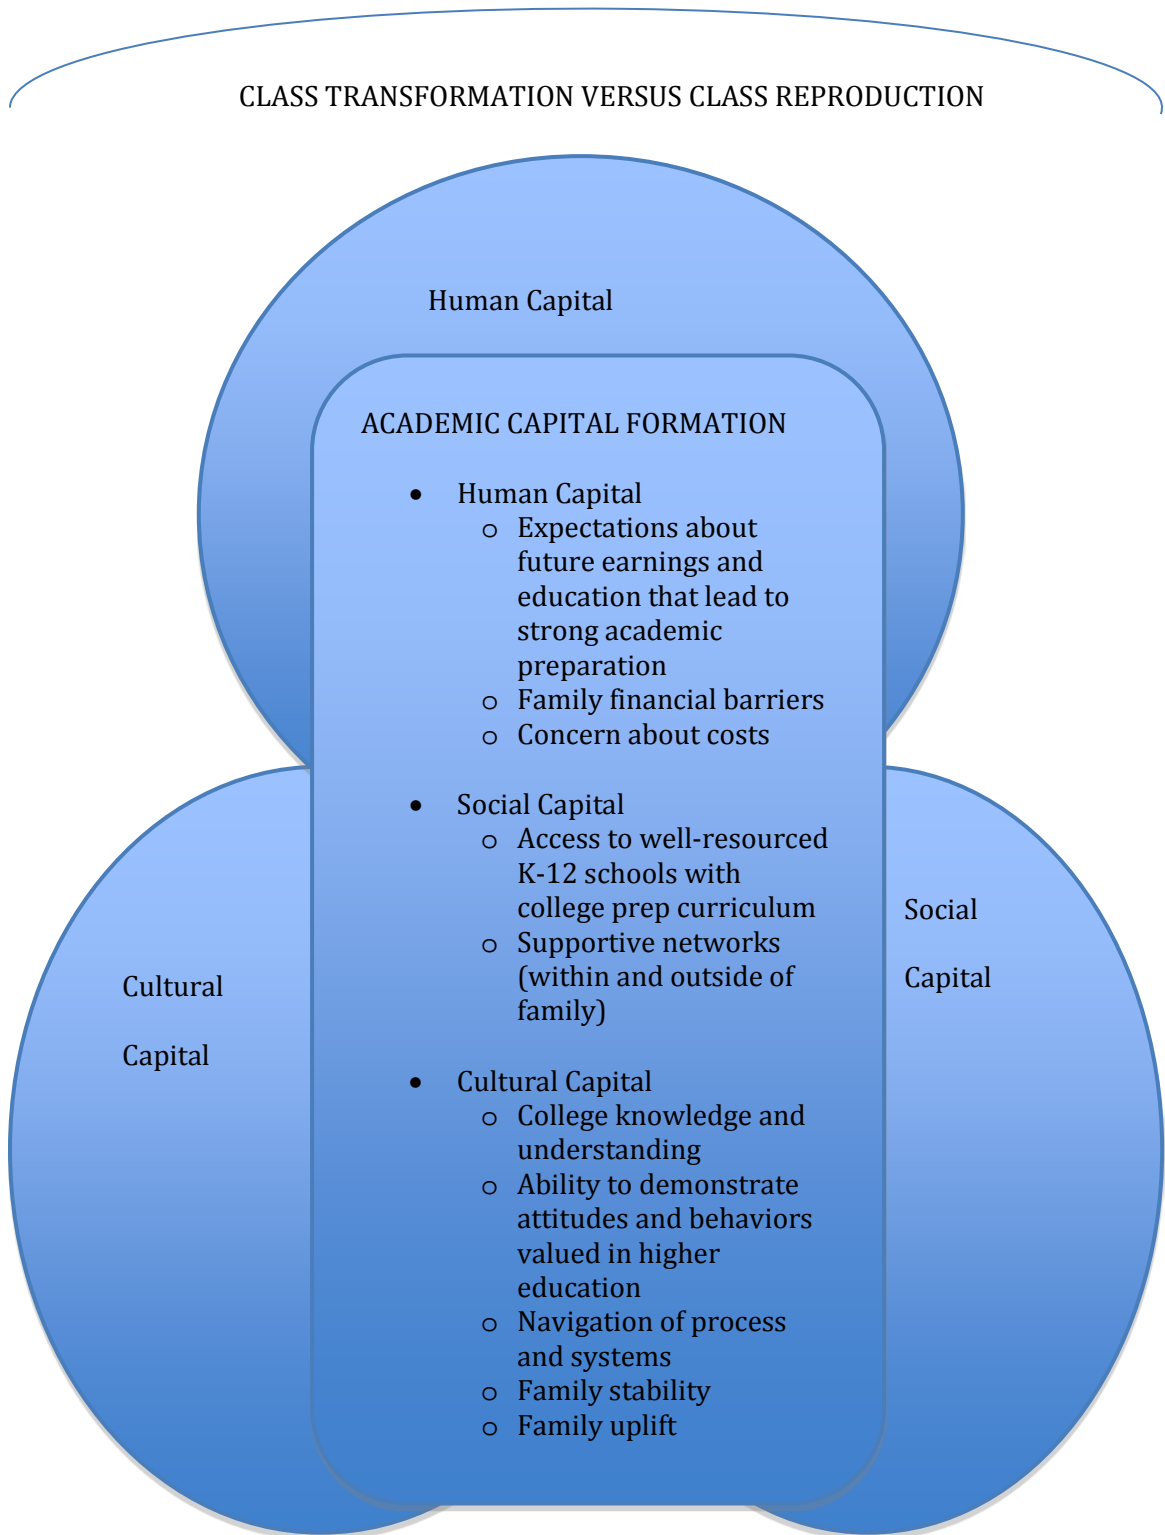 CLASS TRANSFORMATION VERSUS CLASS REPRODUCTION
Human Capital
ACADEMIC CAPITAL FORMATION
• Human Capital
o Expectations about
future earnings and
education that lead to
strong academic
preparation
o Family financial barriers
o Concern about costs
• Social Capital
o Access to well-resourced
K-12 schools with
college prep curriculum
o Supportive networks
(within and outside of
family)
• Cultural Capital
o College knowledge and
understanding
o Ability to demonstrate
attitudes and behaviors
valued in higher
education
o Navigation of process
and systems
o Family stability
o Family uplift
Cultural
Capital
Social
Capital